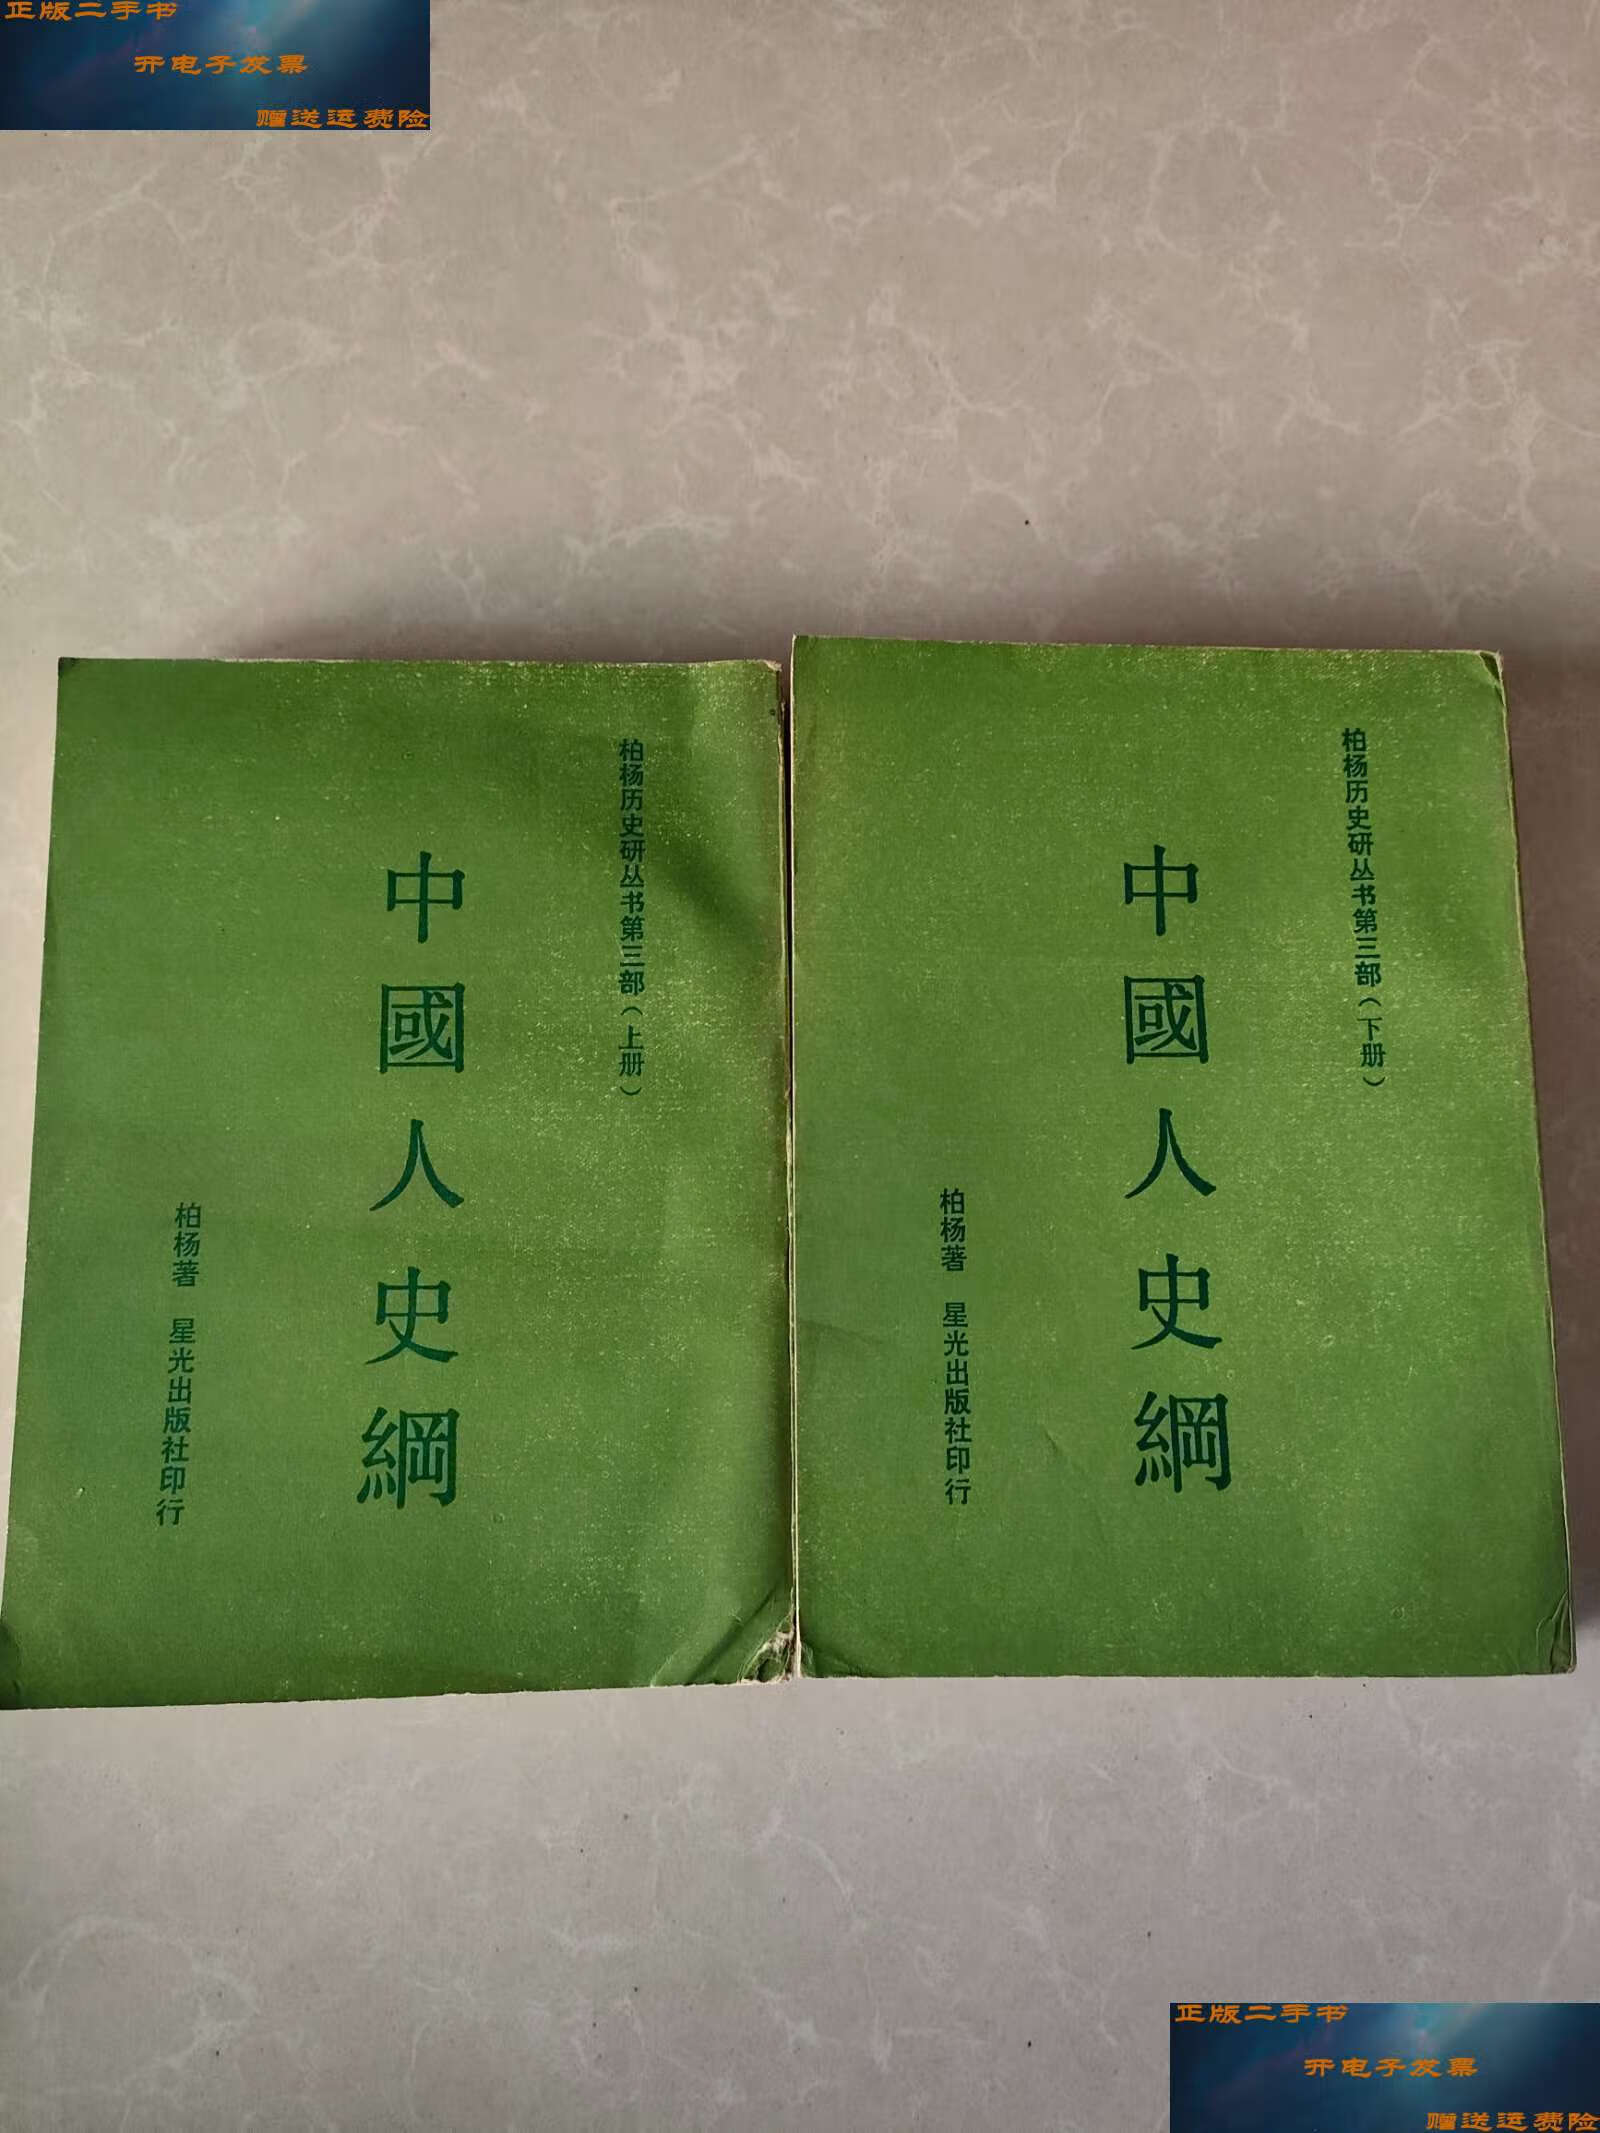 正版二手书
开电子发票
赠送运费险
柏杨历史研丛书第三部(上册)
中國人史綱
柏杨著 星光出版社印行
柏杨历史研丛书第三部(下册)
中國人史綱
柏杨著 星光出版社印行
正版二手书
开电子发票
赠送运费险